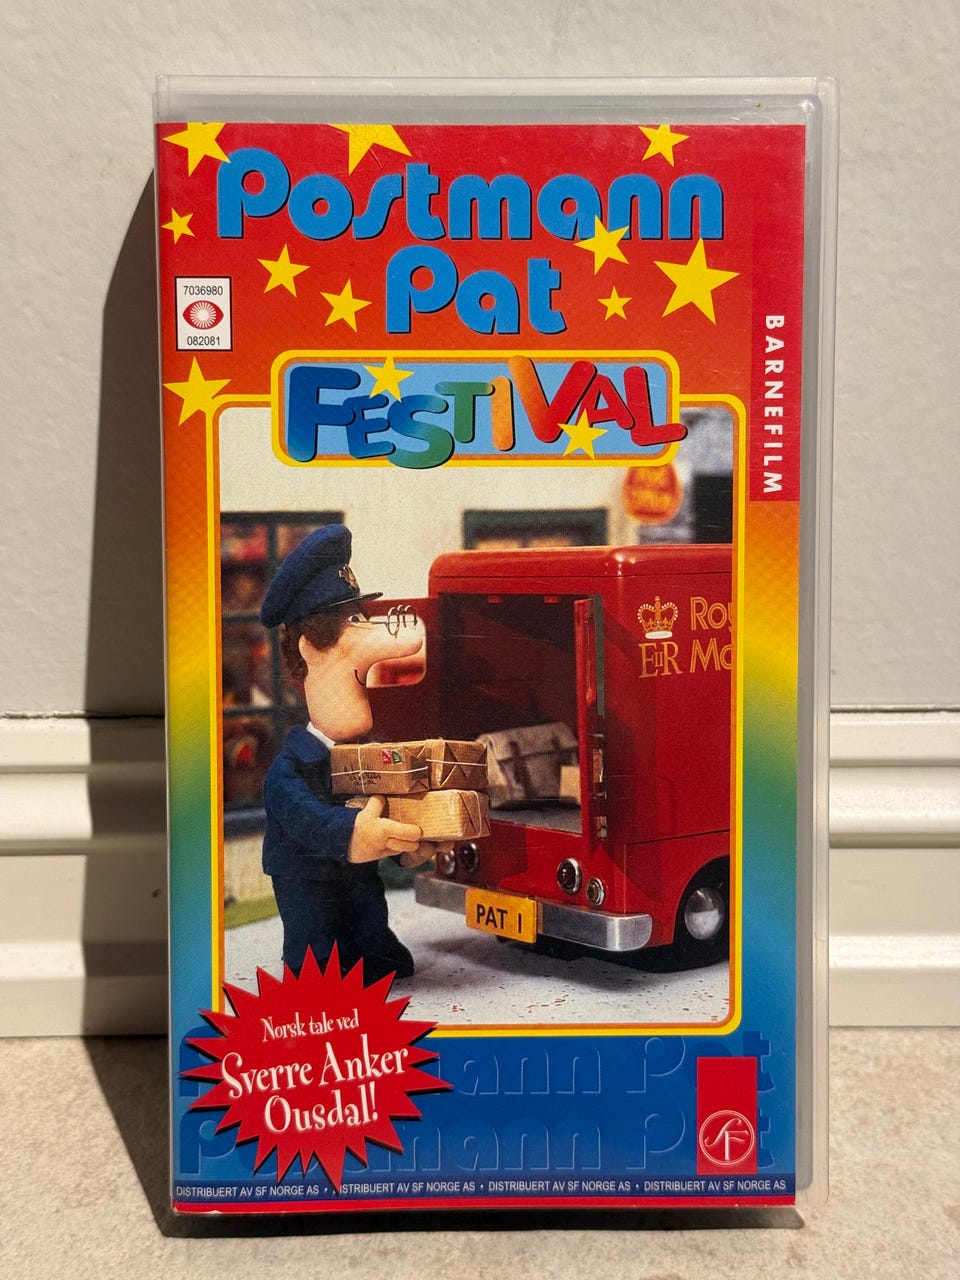 Postmann
Pat
7036980
082081
FESTIVAL
BARNEFILM
POST
OFFICE
Roy
EIIR Ma
PAT 1
Norsk tale ved
Sverre Anker
Ousdal!
Postmann Pat
Postmann Pat
SF
DISTRIBUERT AV SF NORGE AS • DISTRIBUERT AV SF NORGE AS • DISTRIBUERT AV SF NORGE AS • DISTRIBUERT AV SF NORGE AS